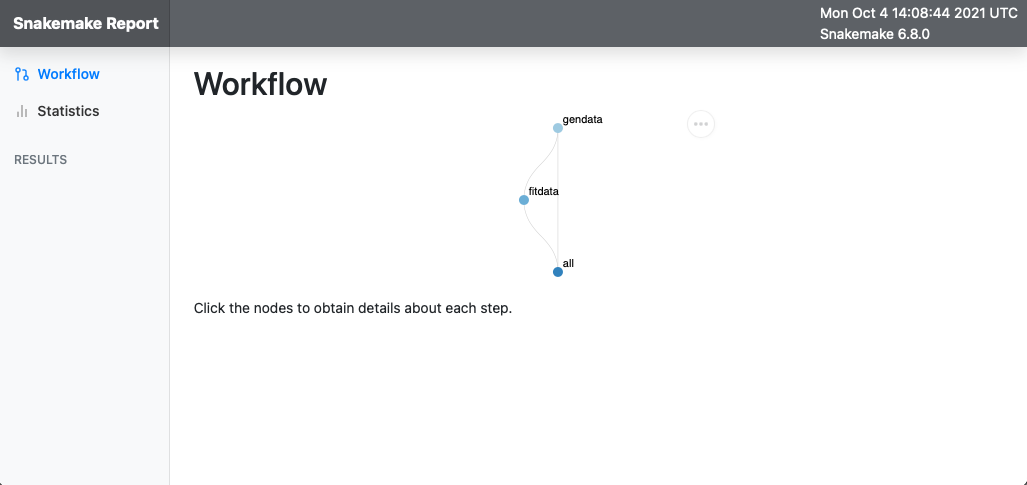 Snakemake Report
Mon Oct 4 14:08:44 2021 UTC
Snakemake 6.8.0
Workflow
Statistics
RESULTS
Workflow
gendata
fitdata
all
Click the nodes to obtain details about each step.